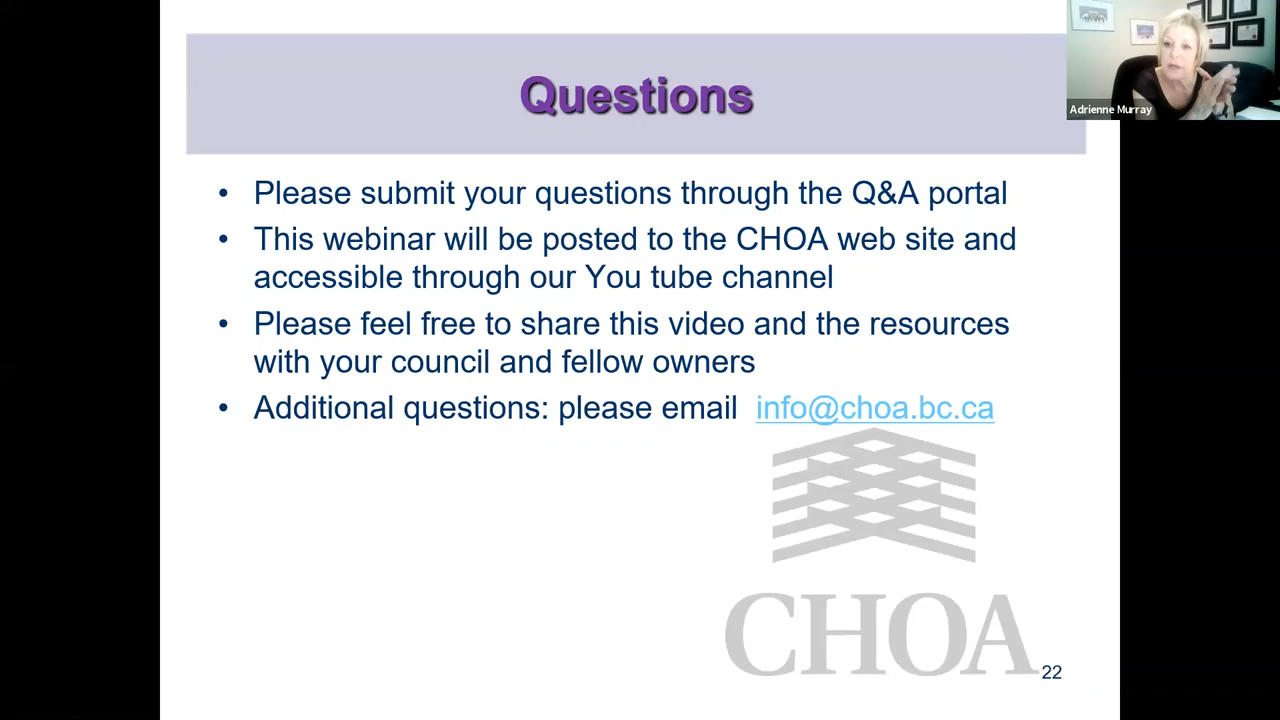 Questions
Adrienne Murray
• Please submit your questions through the Q&A portal
• This webinar will be posted to the CHOA web site and
accessible through our You tube channel
• Please feel free to share this video and the resources
with your council and fellow owners
• Additional questions: please email info@choa.bc.ca
CHOA
22